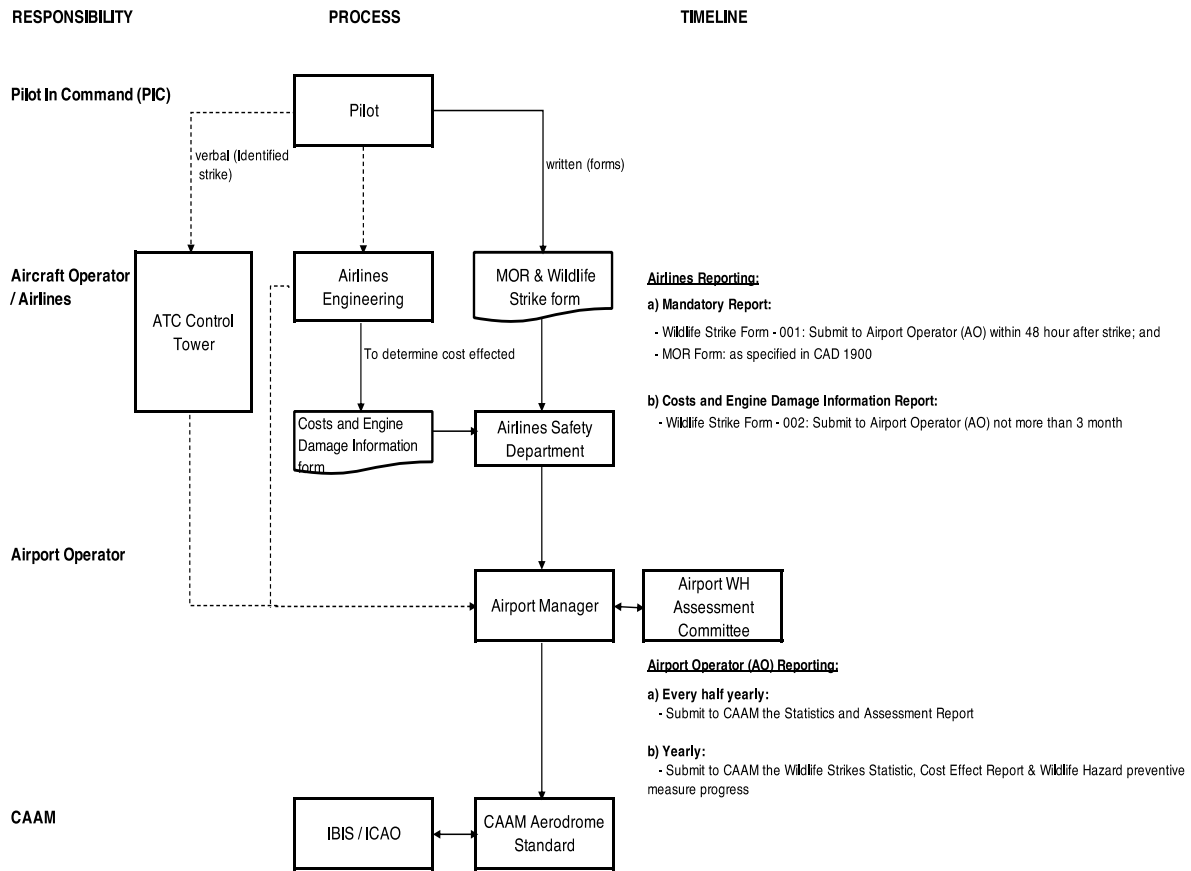 RESPONSIBILITY
PROCESS
TIMELINE
Pilot In Command (PIC)
Pilot
verbal (Identified
strike)
written (forms)
Aircraft Operator
/ Airlines
ATC Control
Tower
Airlines
Engineering
MOR & Wildlife
Strike form
To determine cost effected
Costs and Engine
Damage Information
form
Airlines Safety
Department
Airlines Reporting:
a) Mandatory Report:
- Wildlife Strike Form - 001: Submit to Airport Operator (AO) within 48 hour after strike; and
- MOR Form: as specified in CAD 1900
b) Costs and Engine Damage Information Report:
- Wildlife Strike Form - 002: Submit to Airport Operator (AO) not more than 3 month
Airport Operator
Airport Manager
Airport WH
Assessment
Committee
Airport Operator (AO) Reporting:
a) Every half yearly:
- Submit to CAAM the Statistics and Assessment Report
b) Yearly:
- Submit to CAAM the Wildlife Strikes Statistic, Cost Effect Report & Wildlife Hazard preventive
measure progress
CAAM
IBIS / ICAO
CAAM Aerodrome
Standard